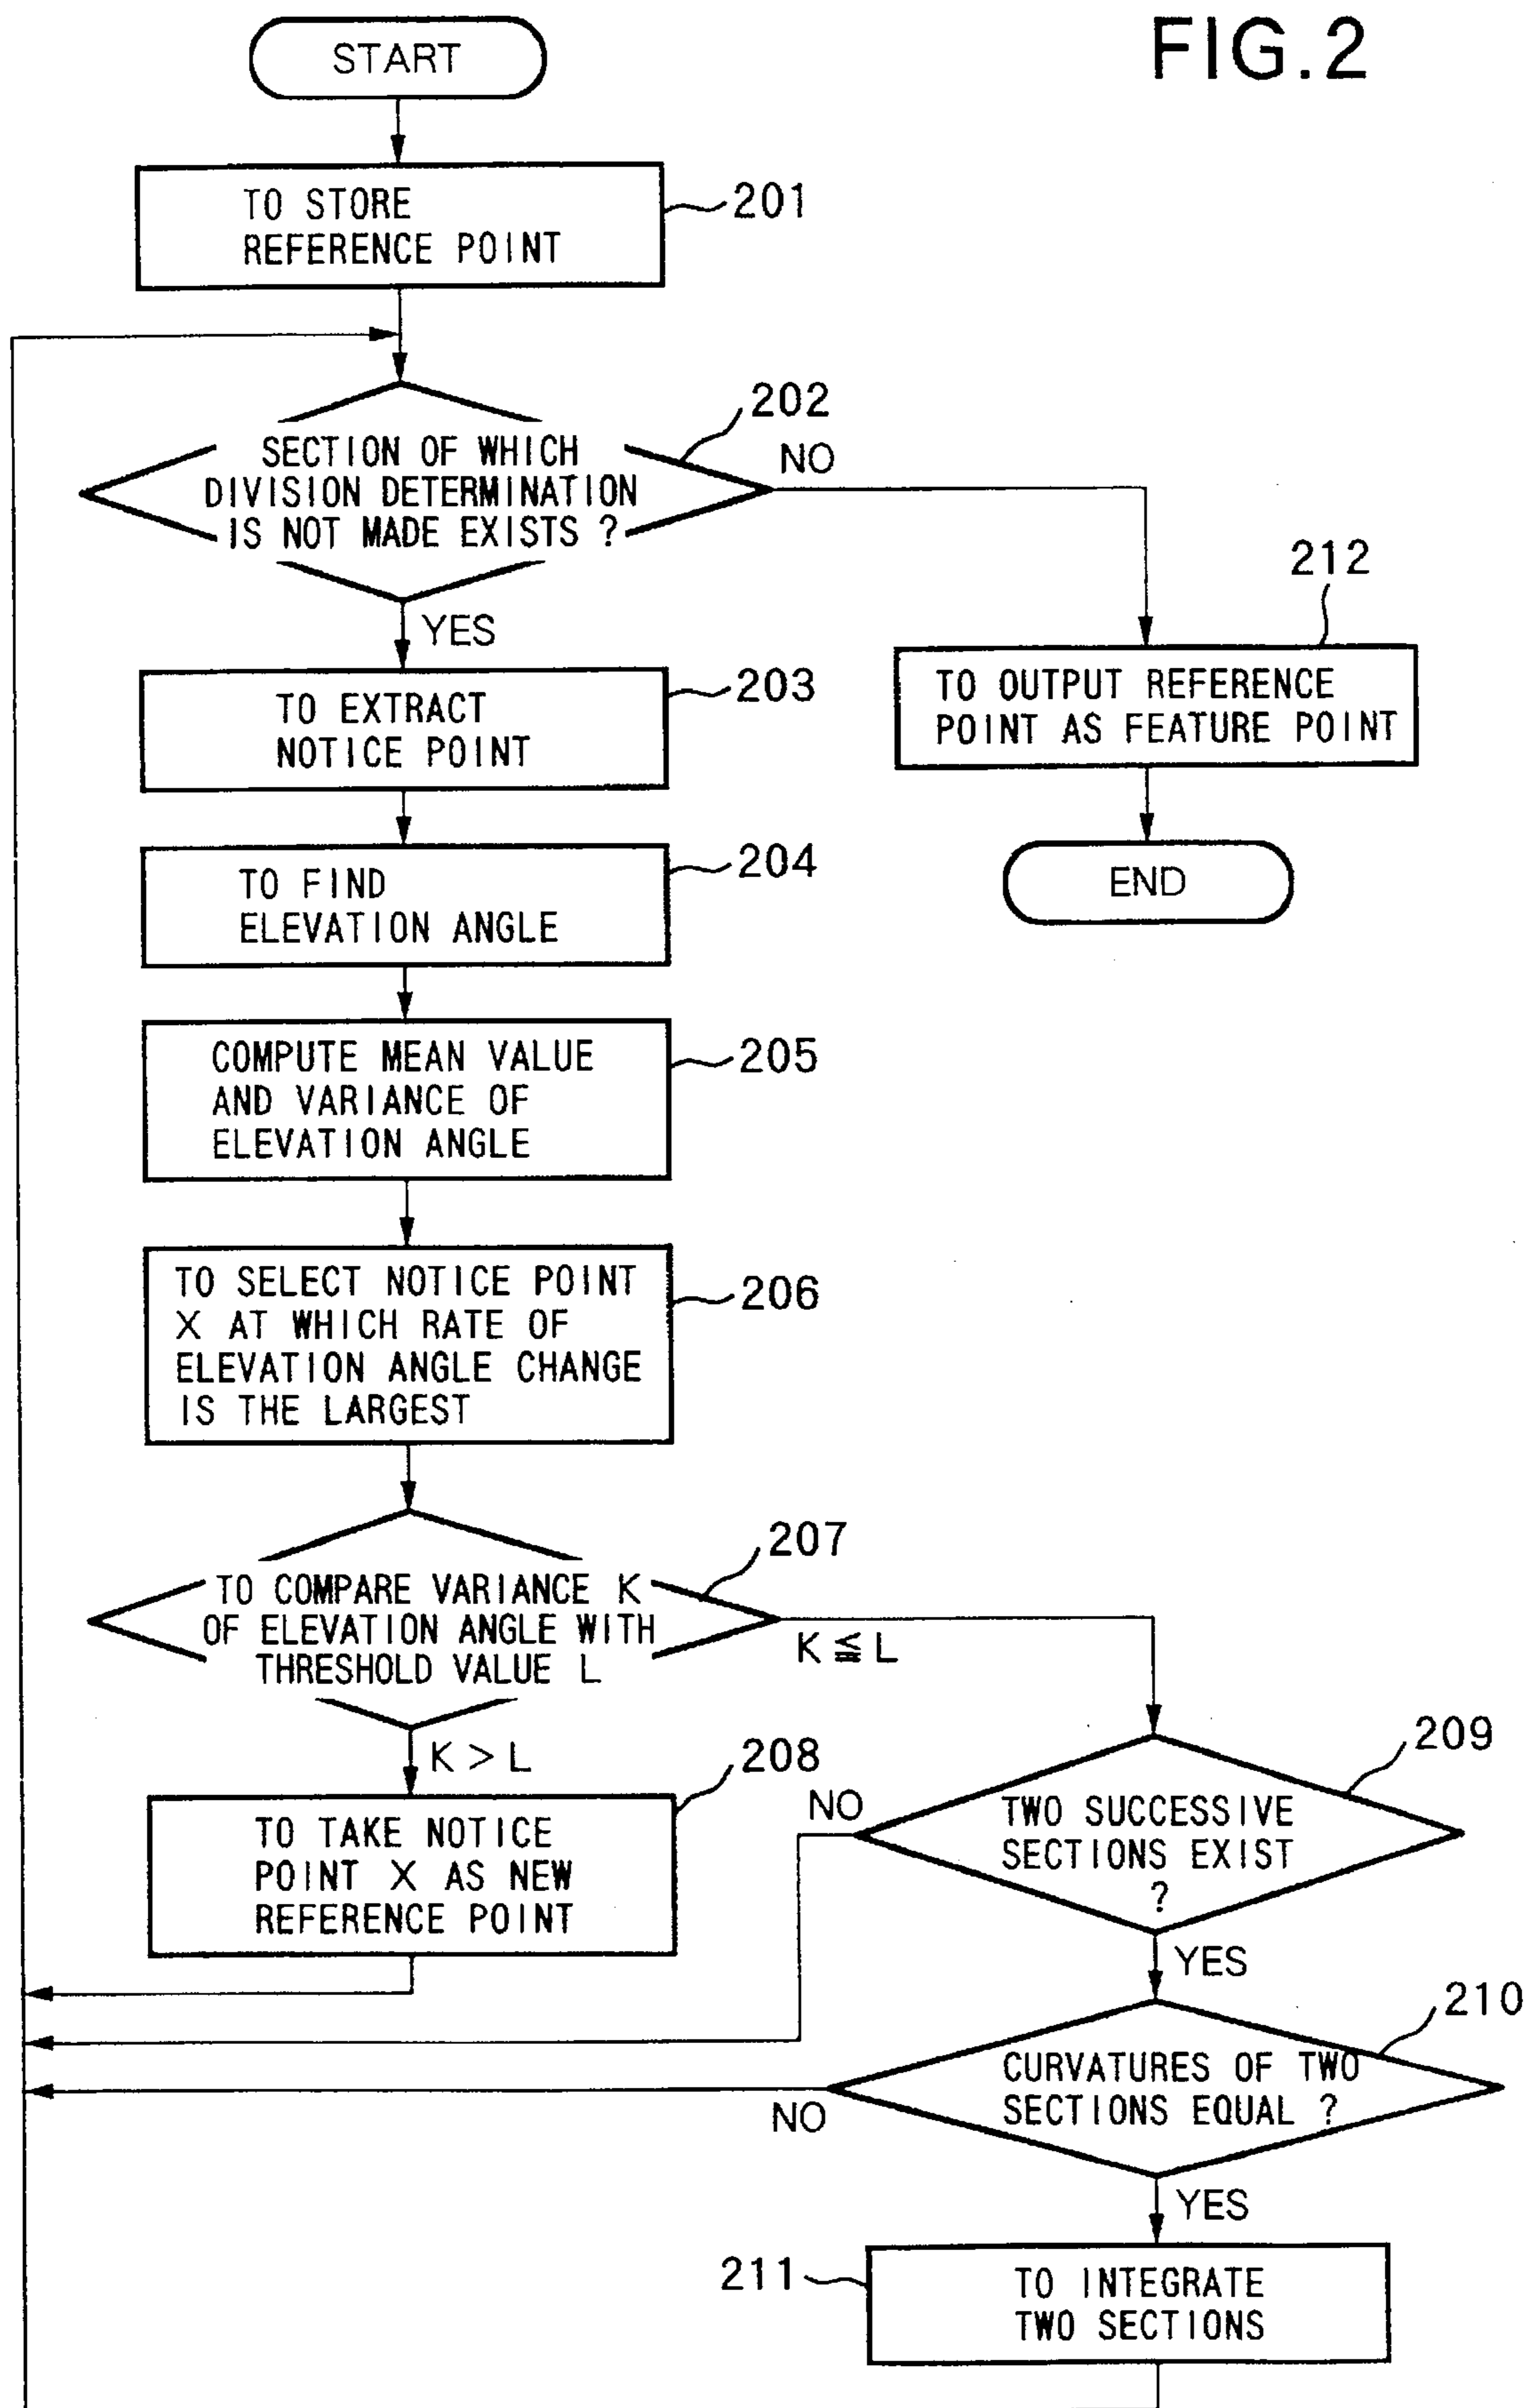 FIG.2
START
TO STORE
REFERENCE POINT
201
SECTION OF WHICH
DIVISION DETERMINATION
IS NOT MADE EXISTS ?
202
NO
YES
TO EXTRACT
NOTICE POINT
203
212
TO OUTPUT REFERENCE
POINT AS FEATURE POINT
END
TO FIND
ELEVATION ANGLE
204
COMPUTE MEAN VALUE
AND VARIANCE OF
ELEVATION ANGLE
205
TO SELECT NOTICE POINT
X AT WHICH RATE OF
ELEVATION ANGLE CHANGE
IS THE LARGEST
206
TO COMPARE VARIANCE K
OF ELEVATION ANGLE WITH
THRESHOLD VALUE L
207
K ≦ L
K > L
TO TAKE NOTICE
POINT X AS NEW
REFERENCE POINT
208
209
TWO SUCCESSIVE
SECTIONS EXIST
?
NO
YES
210
CURVATURES OF TWO
SECTIONS EQUAL ?
NO
YES
211
TO INTEGRATE
TWO SECTIONS